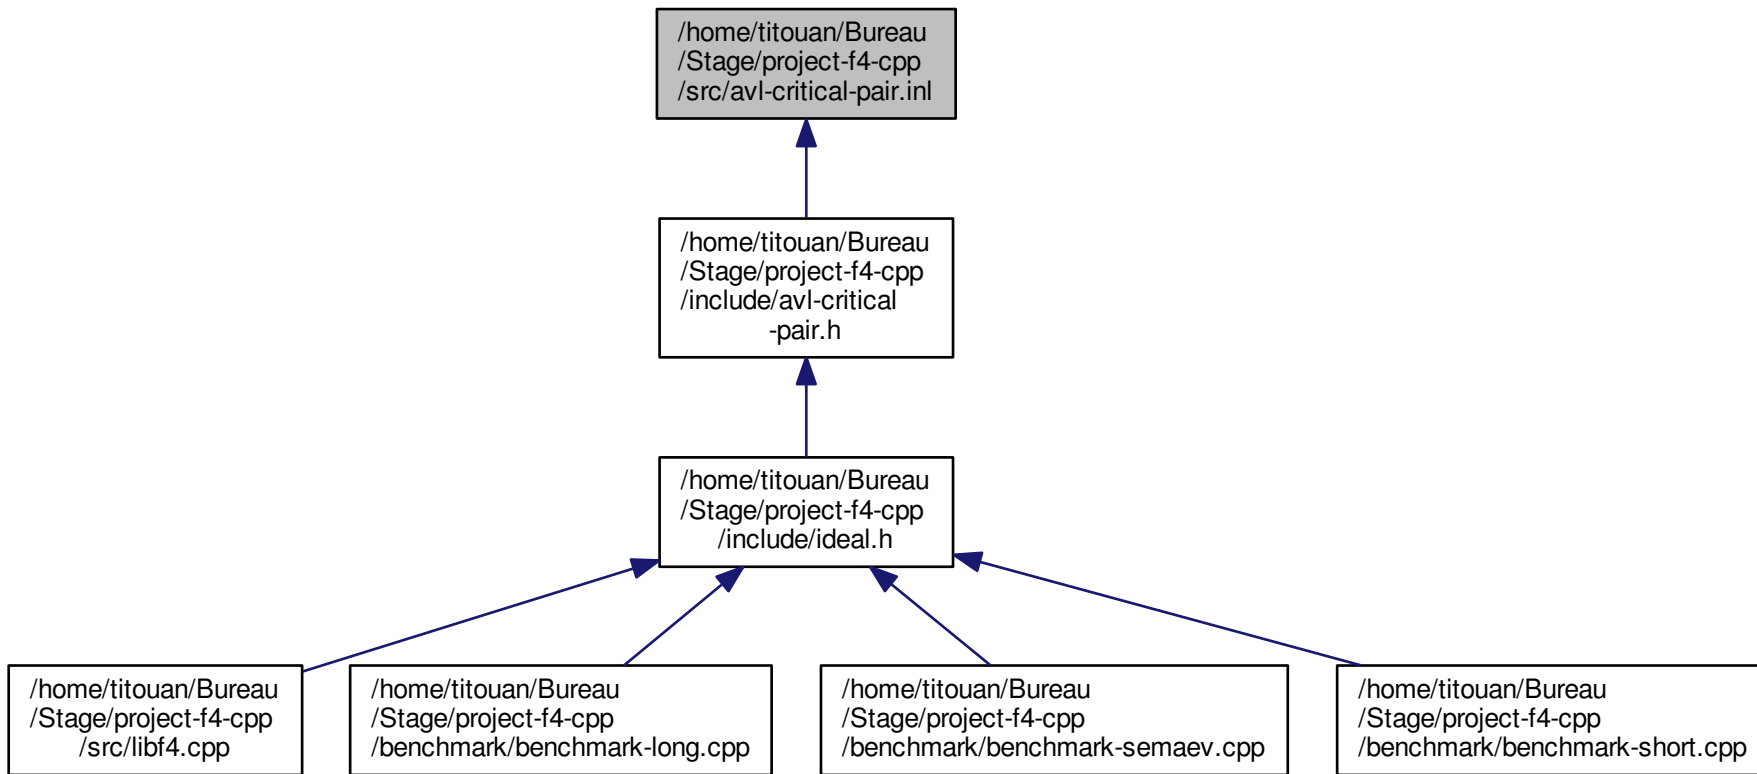 /home/titouan/Bureau
/Stage/project-f4-cpp
/src/avl-critical-pair.inl
/home/titouan/Bureau
/Stage/project-f4-cpp
/include/avl-critical
-pair.h
/home/titouan/Bureau
/Stage/project-f4-cpp
/include/ideal.h
/home/titouan/Bureau
/Stage/project-f4-cpp
/src/libf4.cpp
/home/titouan/Bureau
/Stage/project-f4-cpp
/benchmark/benchmark-long.cpp
/home/titouan/Bureau
/Stage/project-f4-cpp
/benchmark/benchmark-semaev.cpp
/home/titouan/Bureau
/Stage/project-f4-cpp
/benchmark/benchmark-short.cpp